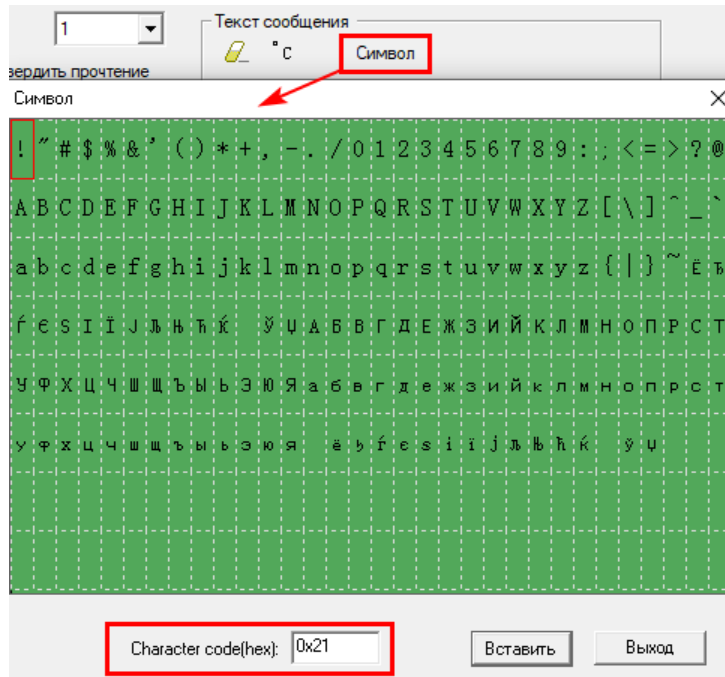 1
Текст сообщения
°C
Символ
вердить прочтение
Символ
! " # $ % & ' ( ) * + , - . / 0 1 2 3 4 5 6 7 8 9 : ; < = > ? @
A B C D E F G H I J K L M N O P Q R S T U V W X Y Z [ \ ] ^ _ `
a b c d e f g h i j k l m n o p q r s t u v w x y z { | } ~ Ё Ђ
Ѓ Є Ѕ І Ї Ј Љ Њ Ћ Ќ Ў Џ А Б В Г Д Е Ж З И Й К Л М Н О П Р С Т
У Ф Х Ц Ч Ш Щ Ъ Ы Ь Э Ю Я а б в г д е ж з и й к л м н о п р с т
у ф х ц ч ш щ ъ ы ь э ю я ё ђ ѓ є ѕ і ї ј љ њ ћ ќ ў џ
Character code(hex): 0x21
Вставить
Выход